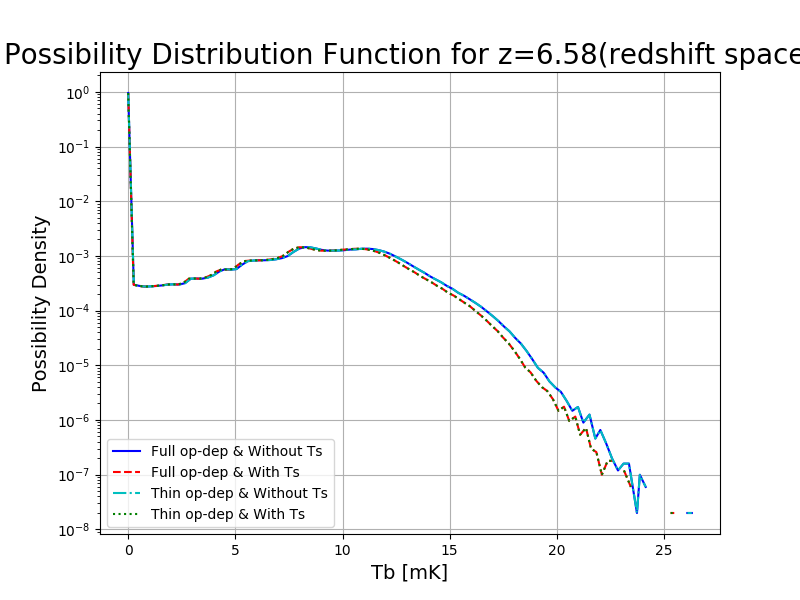 Possibility Distribution Function for z=6.58(redshift space
Possibility Density
10⁰
10⁻¹
10⁻²
10⁻³
10⁻⁴
10⁻⁵
10⁻⁶
10⁻⁷
10⁻⁸
Full op-dep & Without Ts
Full op-dep & With Ts
Thin op-dep & Without Ts
Thin op-dep & With Ts
0 5 10 15 20 25
Tb [mK]